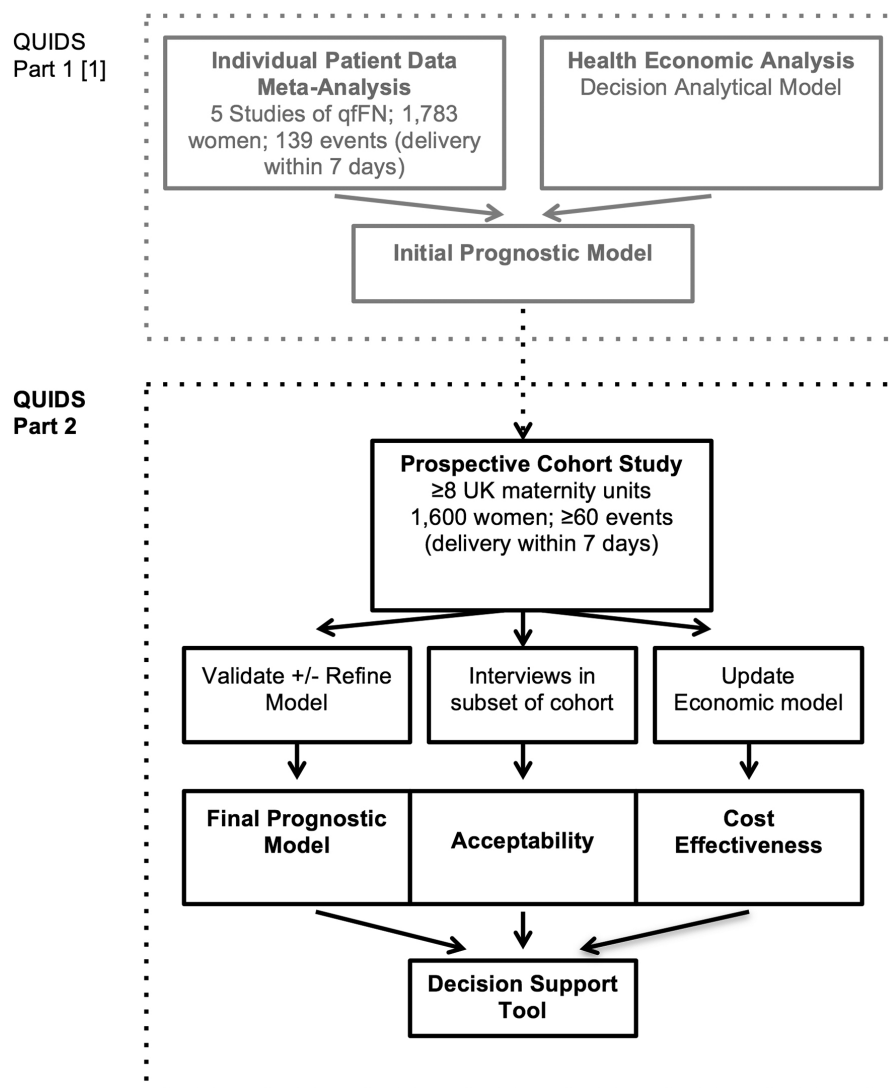 QUIDS
Part 1 [1]
Individual Patient Data
Meta-Analysis
5 Studies of qfFN; 1,783
women; 139 events (delivery
within 7 days)
Health Economic Analysis
Decision Analytical Model
Initial Prognostic Model
QUIDS
Part 2
Prospective Cohort Study
≥8 UK maternity units
1,600 women; ≥60 events
(delivery within 7 days)
Validate +/- Refine
Model
Interviews in
subset of cohort
Update
Economic model
Final Prognostic
Model
Acceptability
Cost
Effectiveness
Decision Support
Tool